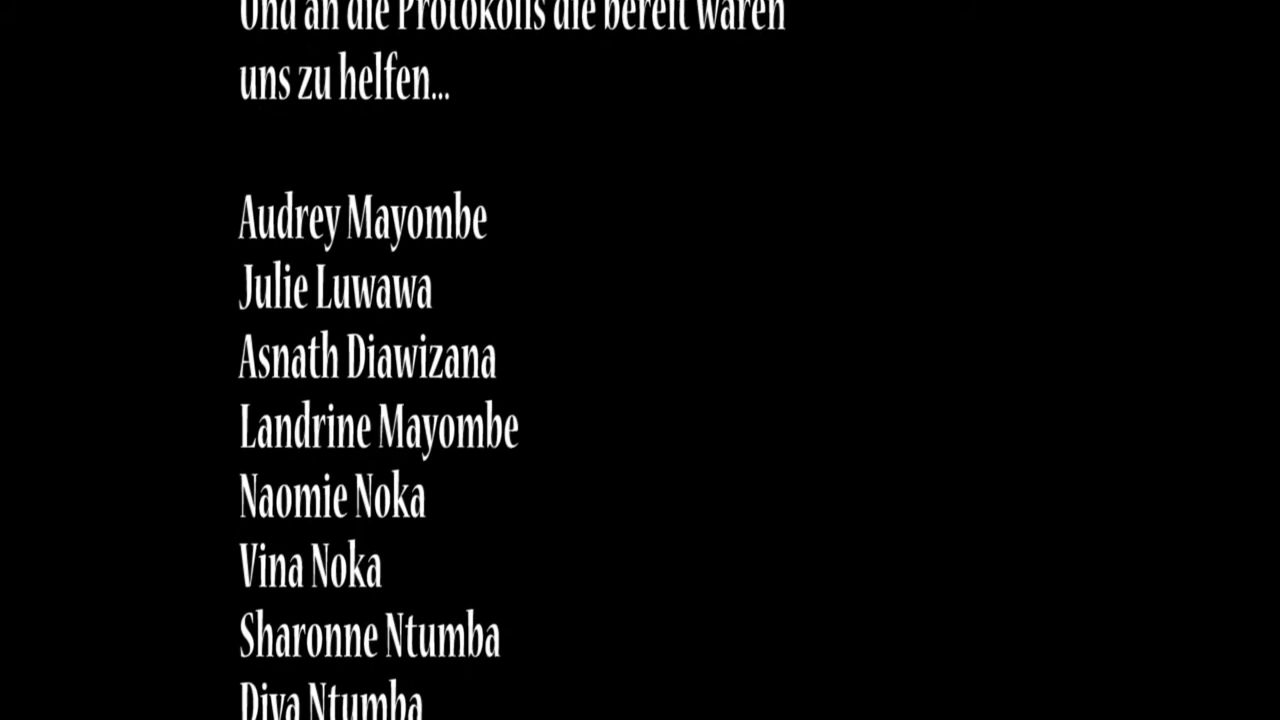 Und an die Protokolls die bereit waren
uns zu helfen...
Audrey Mayombe
Julie Luwawa
Asnath Diawizana
Landrine Mayombe
Naomie Noka
Vina Noka
Sharonne Ntumba
Diva Ntumba